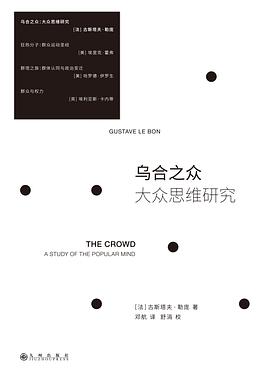 乌合之众:大众思维研究
[法] 古斯塔夫·勒庞
狂热分子:群众运动圣经
[美] 埃里克·霍弗
群氓之族:群体认同与政治变迁
[美] 哈罗德·伊罗生
群众与权力
[英] 埃利亚斯·卡内蒂
GUSTAVE LE BON
乌合之众
大众思维研究
THE CROWD
A STUDY OF THE POPULAR MIND
[法] 古斯塔夫·勒庞 著
邓航 译 舒涓 校
九州出版社
JIUZHOUPRESS